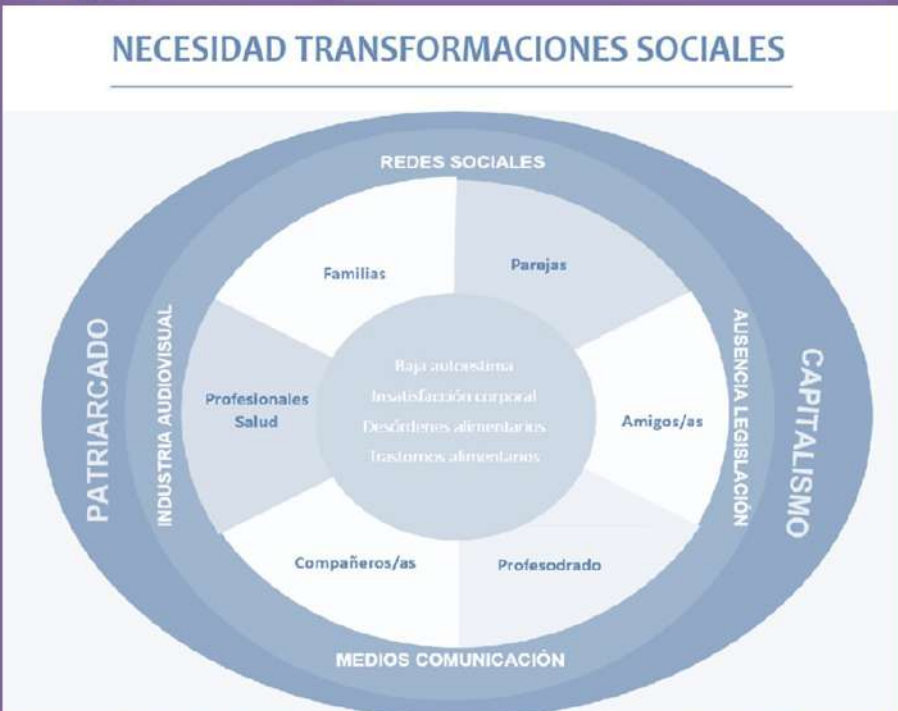 NECESIDAD TRANSFORMACIONES SOCIALES
REDES SOCIALES
Familias
Parejas
PATRIARCADO
INDUSTRIA AUDIOVISUAL
Profesionales
Salud
Baja autoestima
Insatisfacción corporal
Desórdenes alimentarios
Trastornos alimentarios
Amigos/as
AUSENCIA LEGISLACIÓN
CAPITALISMO
Compañeros/as
Profesodrado
MEDIOS COMUNICACIÓN